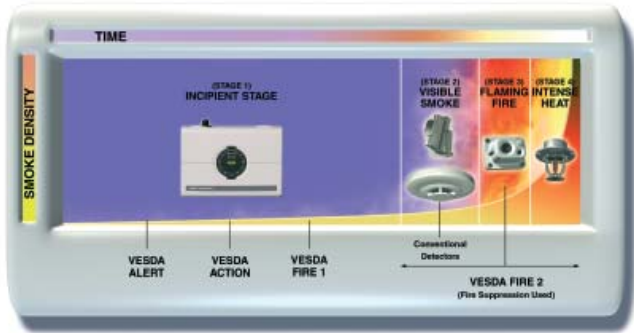 TIME
SMOKE DENSITY
(STAGE 1)
INCIPIENT STAGE
(STAGE 2)
VISIBLE
SMOKE
(STAGE 3)
FLAMING
FIRE
(STAGE 4)
INTENSE
HEAT
VESDA
ALERT
VESDA
ACTION
VESDA
FIRE 1
Conventional
Detectors
VESDA FIRE 2
(Fire Suppression Used)